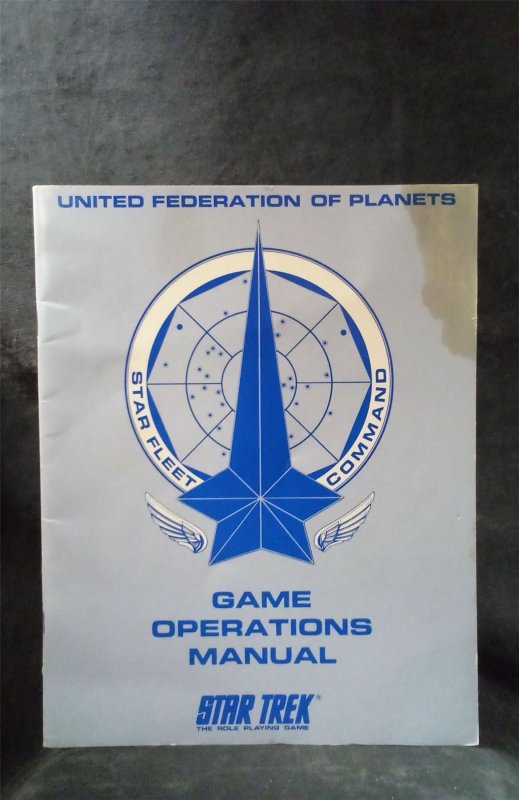 UNITED FEDERATION OF PLANETS
STAR FLEET COMMAND
GAME
OPERATIONS
MANUAL
STAR TREK®
THE ROLE PLAYING GAME